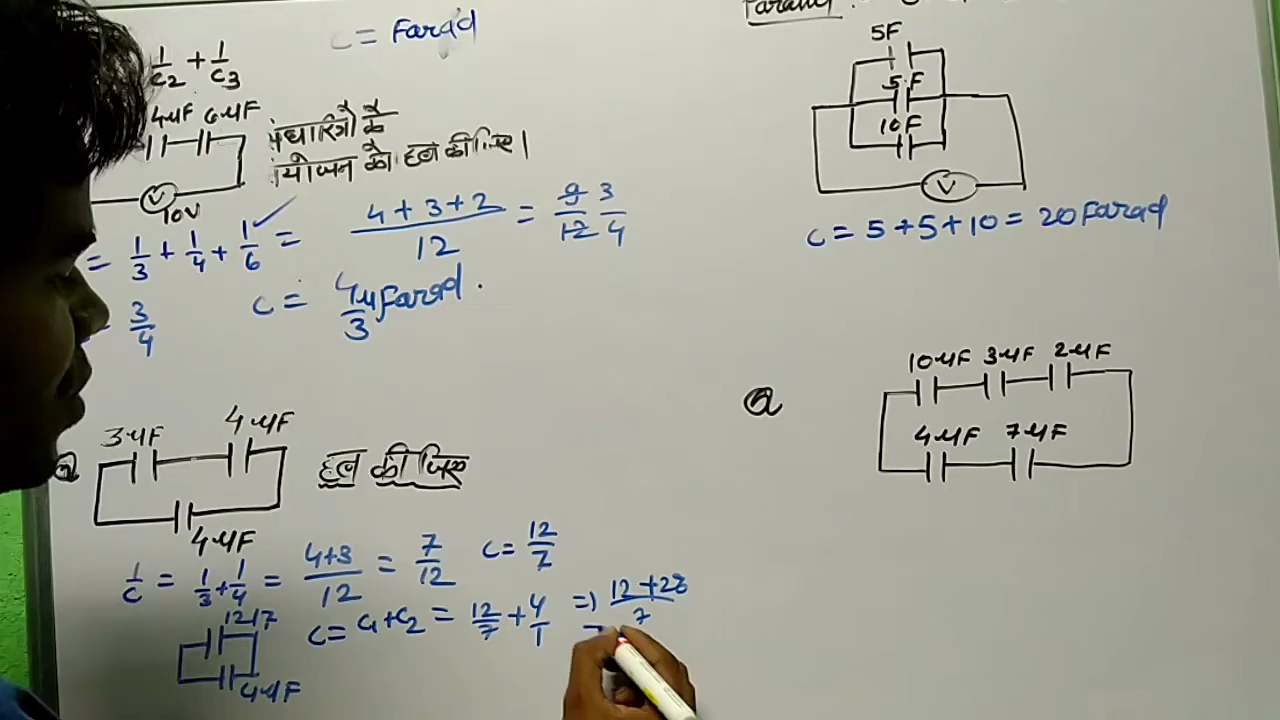 C = Farad
1/C2 + 1/C3
4μF 6μF
के
संयोजन को हल कीजिए।
V
10V
= 1/3 + 1/4 + 1/6 = (4+3+2)/12 = 9/12 3/4
3/4 C = 4/3 μFarad.
3μF 4μF
हल कीजिए
4μF
1/C = 1/3 + 1/4 = (4+3)/12 = 7/12 C = 12/7
12/7
C = C1+C2 = 12/7 + 4/1 ⇒ (12+28)/7
4μF
5F
5F
10F
V
C = 5+5+10 = 20 Farad
Q
10μF 3μF 2μF
4μF 7μF